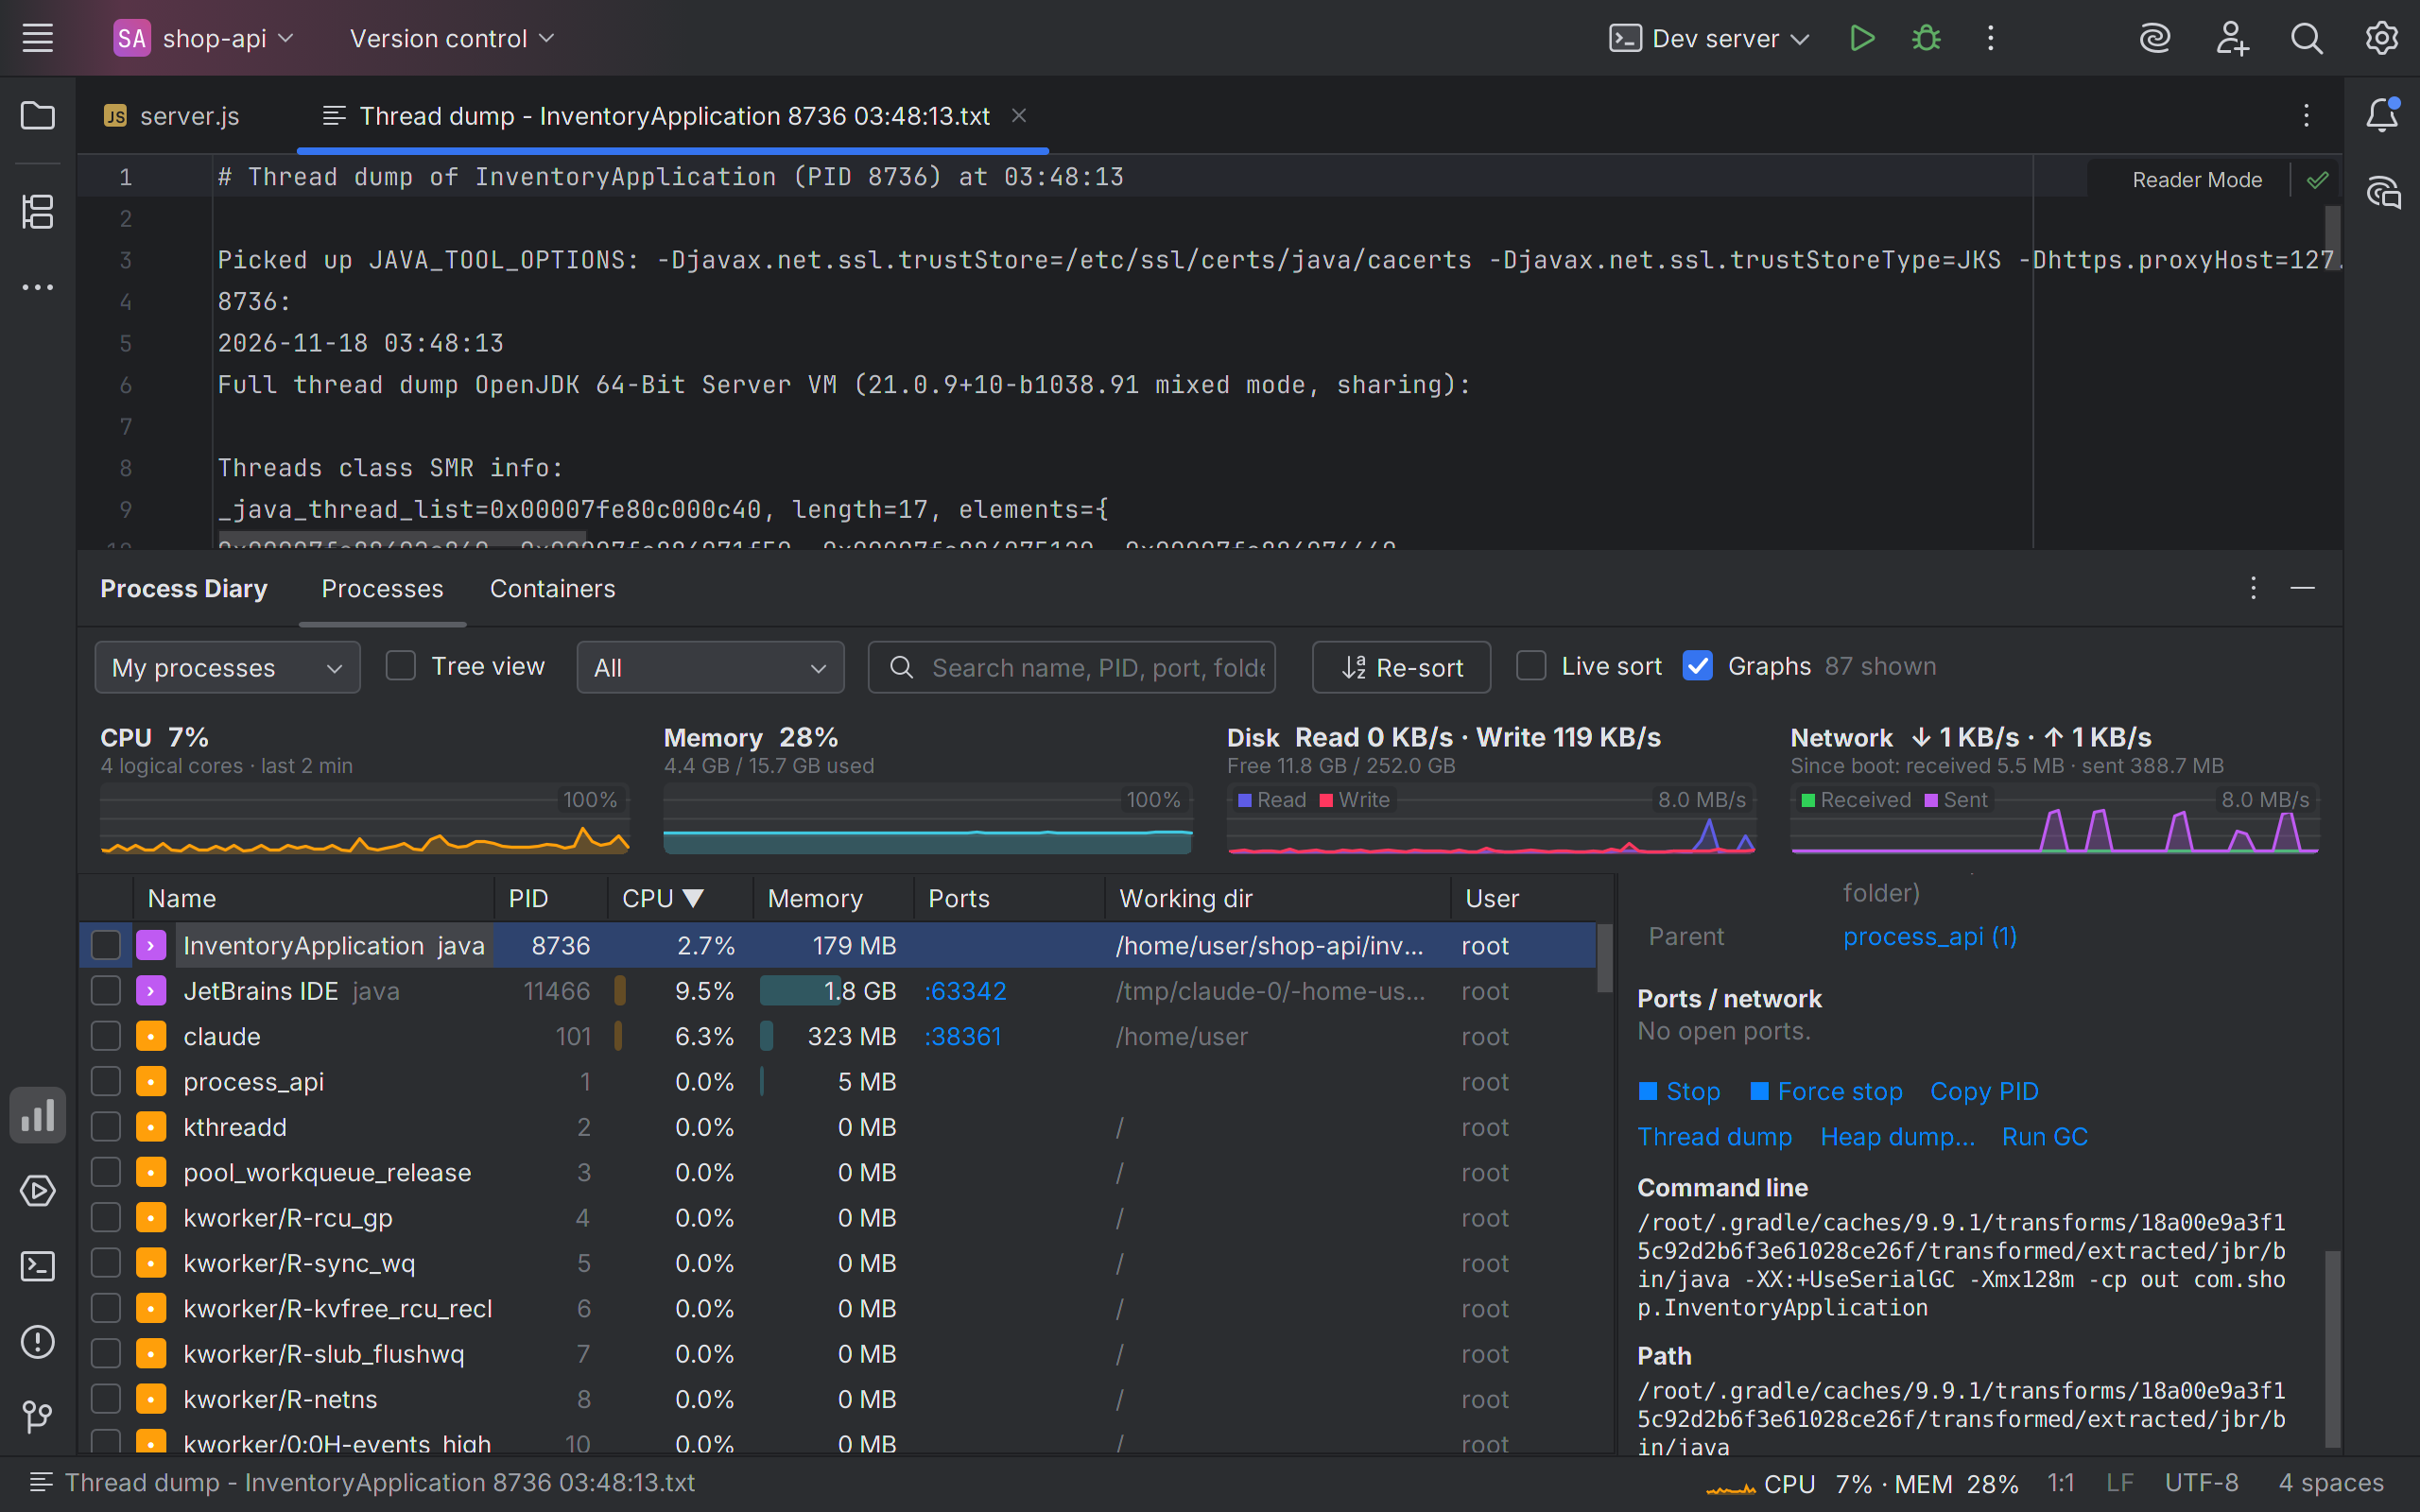 SA shop-api Version control Dev server
JS server.js Thread dump - InventoryApplication 8736 03:48:13.txt
Reader Mode
1 # Thread dump of InventoryApplication (PID 8736) at 03:48:13
2
3 Picked up JAVA_TOOL_OPTIONS: -Djavax.net.ssl.trustStore=/etc/ssl/certs/java/cacerts -Djavax.net.ssl.trustStoreType=JKS -Dhttps.proxyHost=127.
4 8736:
5 2026-11-18 03:48:13
6 Full thread dump OpenJDK 64-Bit Server VM (21.0.9+10-b1038.91 mixed mode, sharing):
7
8 Threads class SMR info:
9 _java_thread_list=0x00007fe80c000c40, length=17, elements={
Process Diary Processes Containers
My processes Tree view All Search name, PID, port, folde Re-sort Live sort Graphs 87 shown
CPU 7%
4 logical cores · last 2 min
100%
Memory 28%
4.4 GB / 15.7 GB used
100%
Disk Read 0 KB/s · Write 119 KB/s
Free 11.8 GB / 252.0 GB
Read Write 8.0 MB/s
Network ↓ 1 KB/s · ↑ 1 KB/s
Since boot: received 5.5 MB · sent 388.7 MB
Received Sent 8.0 MB/s
Name PID CPU ▼ Memory Ports Working dir User
InventoryApplication java 8736 2.7% 179 MB /home/user/shop-api/inv... root
JetBrains IDE java 11466 9.5% 1.8 GB :63342 /tmp/claude-0/-home-us... root
claude 101 6.3% 323 MB :38361 /home/user root
process_api 1 0.0% 5 MB root
kthreadd 2 0.0% 0 MB / root
pool_workqueue_release 3 0.0% 0 MB / root
kworker/R-rcu_gp 4 0.0% 0 MB / root
kworker/R-sync_wq 5 0.0% 0 MB / root
kworker/R-kvfree_rcu_recl 6 0.0% 0 MB / root
kworker/R-slub_flushwq 7 0.0% 0 MB / root
kworker/R-netns 8 0.0% 0 MB / root
kworker/0:0H-events_high 10 0.0% 0 MB / root
folder)
Parent process_api (1)
Ports / network
No open ports.
Stop Force stop Copy PID
Thread dump Heap dump... Run GC
Command line
/root/.gradle/caches/9.9.1/transforms/18a00e9a3f1
5c92d2b6f3e61028ce26f/transformed/extracted/jbr/b
in/java -XX:+UseSerialGC -Xmx128m -cp out com.sho
p.InventoryApplication
Path
/root/.gradle/caches/9.9.1/transforms/18a00e9a3f1
5c92d2b6f3e61028ce26f/transformed/extracted/jbr/b
in/java
Thread dump - InventoryApplication 8736 03:48:13.txt CPU 7% · MEM 28% 1:1 LF UTF-8 4 spaces